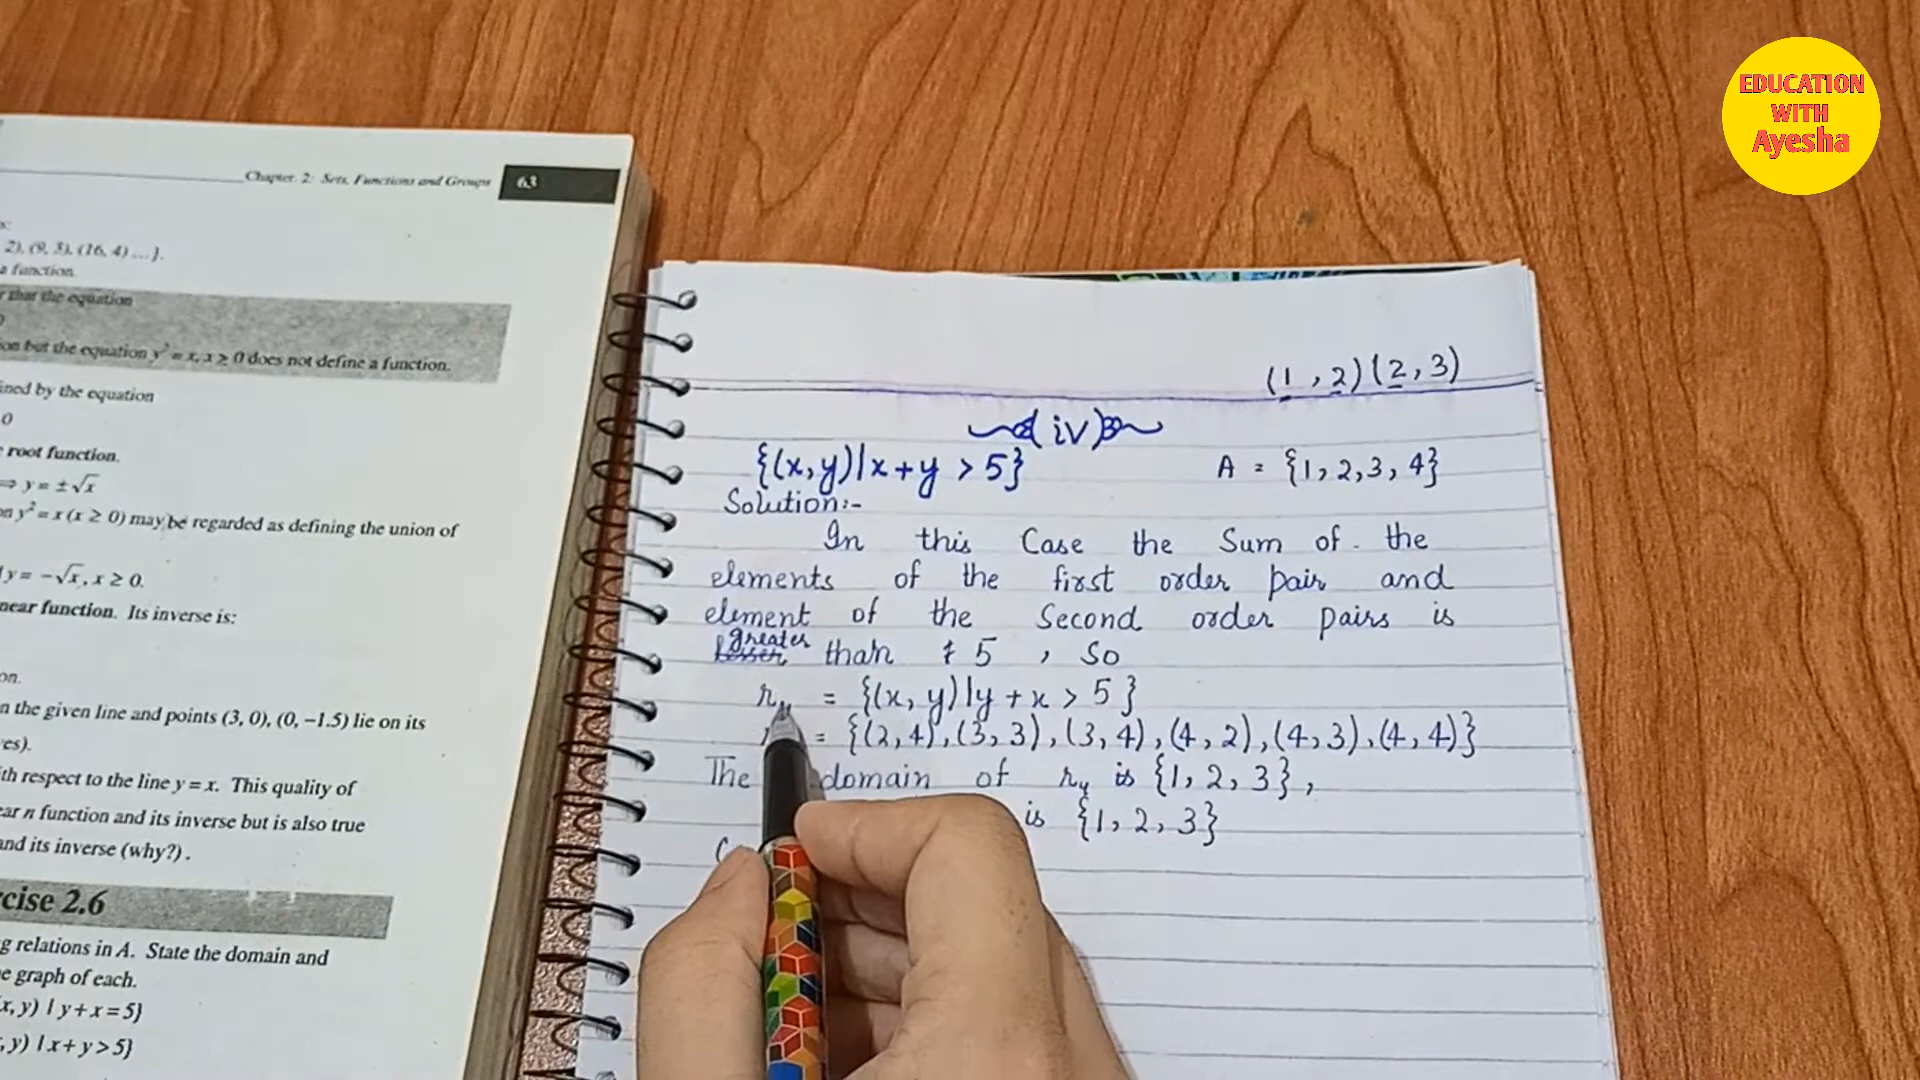 Chapter 2: Sets, Functions and Groups 63
2), (9, 3), (16, 4) ...}.
a function.
that the equation
but the equation y² = x, x ≥ 0 does not define a function.
ined by the equation
0
root function.
⇒ y = ±√x
y² = x (x ≥ 0) may be regarded as defining the union of
y = −√x, x ≥ 0.
near function. Its inverse is:
on.
n the given line and points (3, 0), (0, −1.5) lie on its
es).
ith respect to the line y = x. This quality of
ar n function and its inverse but is also true
and its inverse (why?).
rcise 2.6
g relations in A. State the domain and
e graph of each.
x, y) | y + x = 5}
, y) | x + y > 5}
(1, 2) (2, 3)
(iv)
{(x, y) | x + y > 5} A = {1, 2, 3, 4}
Solution:-
In this Case the Sum of the
elements of the first order pair and
element of the Second order pairs is
greater
than 5 , So
r = {(x, y) | y + x > 5}
= {(2, 4), (3, 3), (3, 4), (4, 2), (4, 3), (4, 4)}
The domain of r₄ is {1, 2, 3},
is {1, 2, 3}
EDUCATION
WITH
Ayesha